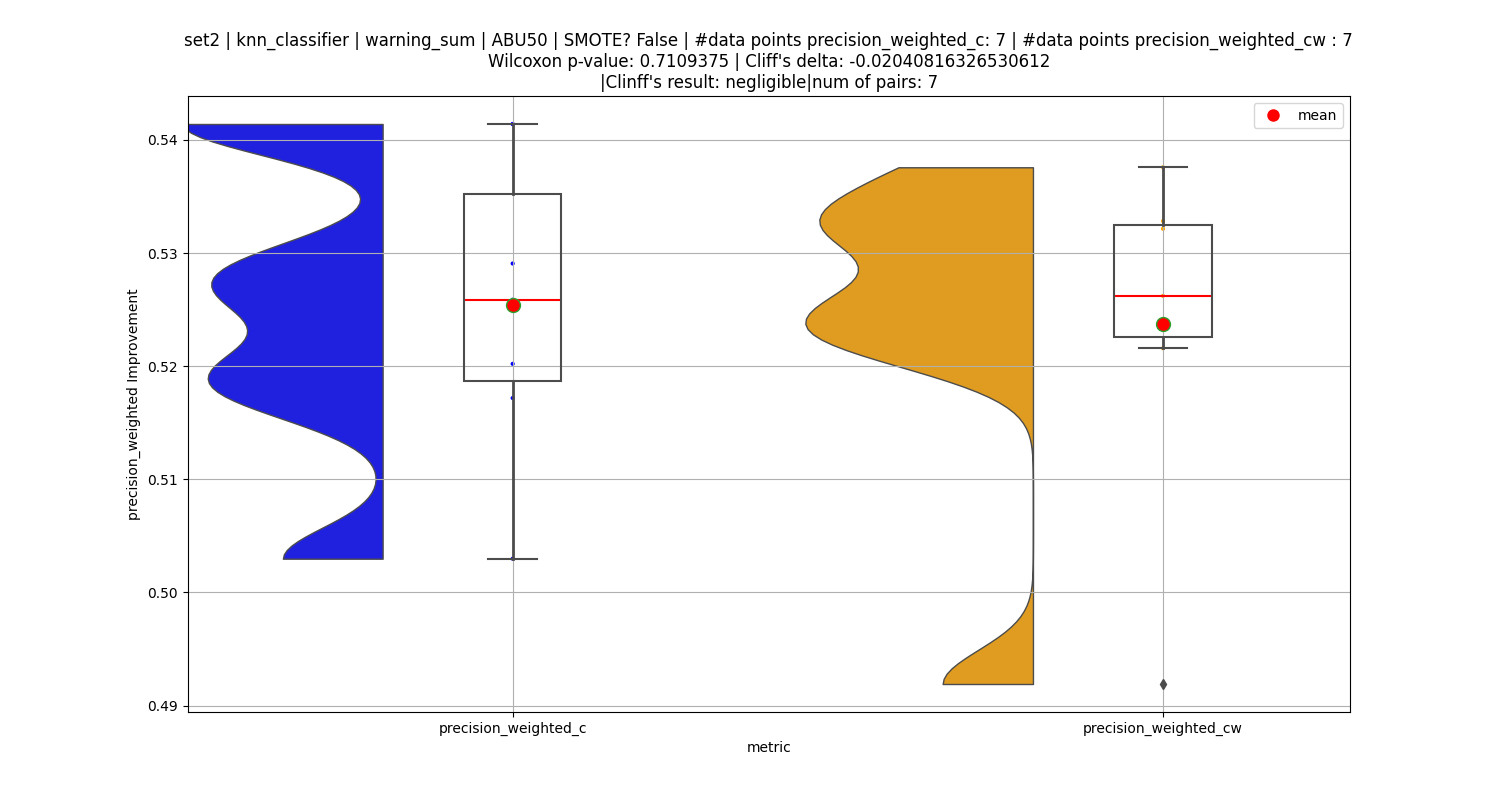 set2 | knn_classifier | warning_sum | ABU50 | SMOTE? False | #data points precision_weighted_c: 7 | #data points precision_weighted_cw : 7
Wilcoxon p-value: 0.7109375 | Cliff's delta: -0.02040816326530612
|Clinff's result: negligible|num of pairs: 7
mean
0.54
0.53
0.52
0.51
0.50
0.49
precision_weighted Improvement
precision_weighted_c
precision_weighted_cw
metric